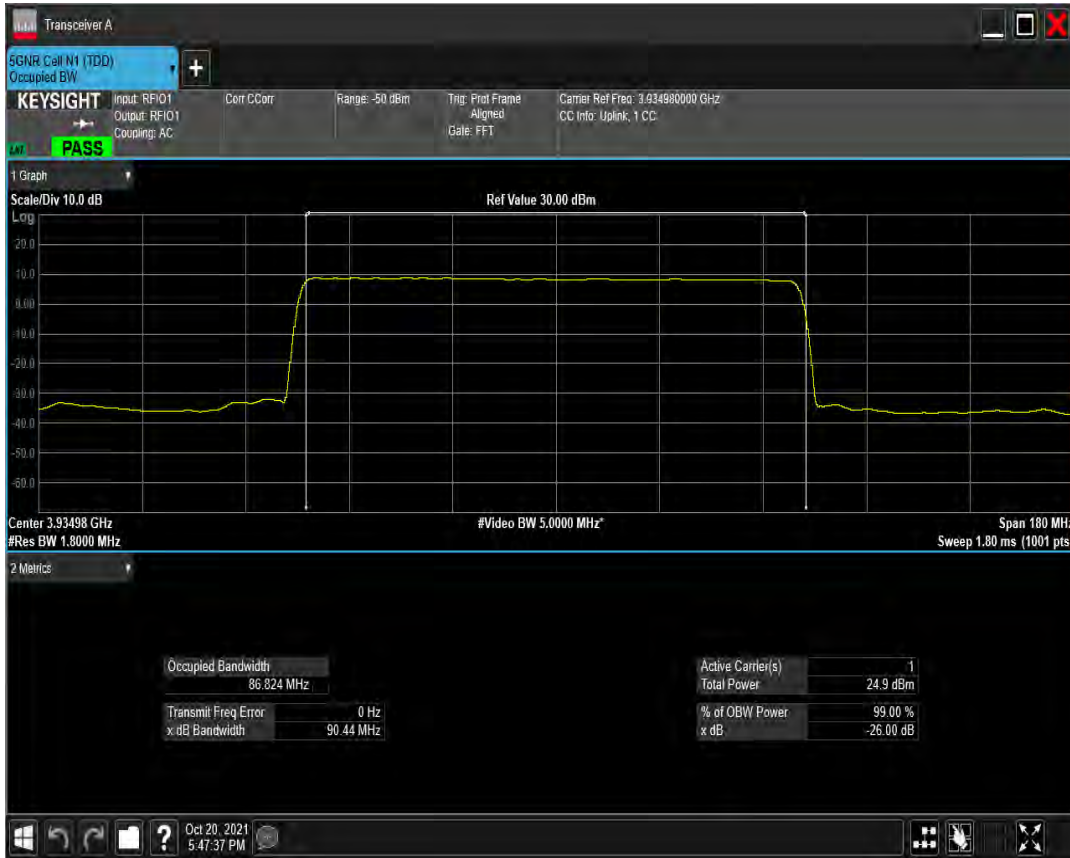 Transceiver A
5GNR Cell N1 (TDD)
Occupied BW
KEYSIGHT
PASS
Input: RFIO1
Output: RFIO1
Coupling: AC
Corr CCorr
Range: -50 dBm
Trig: Prot Frame
Aligned
Gate: FFT
Carrier Ref Freq: 3.934980000 GHz
CC Info: Uplink, 1 CC
1 Graph
Scale/Div 10.0 dB
Ref Value 30.00 dBm
Log
20.0
10.0
0.00
-10.0
-20.0
-30.0
-40.0
-50.0
Center 3.93498 GHz
#Video BW 5.0000 MHz*
Span 180 MHz
#Res BW 1.8000 MHz
Sweep 1.80 ms (1001 pts
2 Metrics
Occupied Bandwidth
86.824 MHz
Transmit Freq Error 0 Hz
x dB Bandwidth 90.44 MHz
Active Carrier(s) 1
Total Power 24.9 dBm
% of OBW Power 99.00 %
x dB -26.00 dB
?
Oct 20, 2021
5:47:37 PM